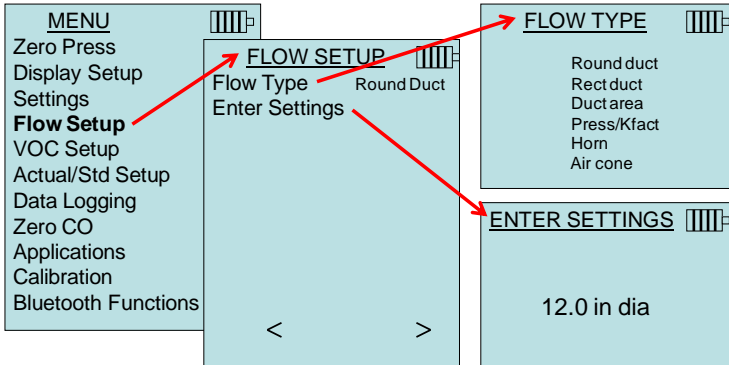 MENU
Zero Press
Display Setup
Settings
Flow Setup
VOC Setup
Actual/Std Setup
Data Logging
Zero CO
Applications
Calibration
Bluetooth Functions
FLOW SETUP
Flow Type Round Duct
Enter Settings
< >
FLOW TYPE
Round duct
Rect duct
Duct area
Press/Kfact
Horn
Air cone
ENTER SETTINGS
12.0 in dia